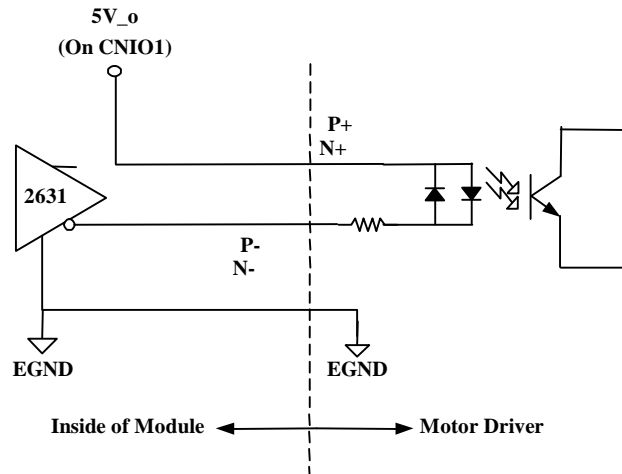 5V_o
(On CNIO1)
P+
N+
2631
P-
N-
EGND
EGND
Inside of Module
Motor Driver